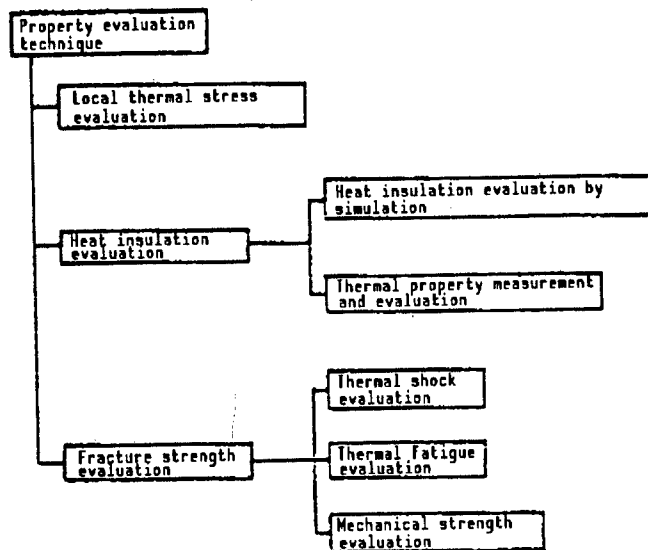 Property evaluation
technique
Local thermal stress
evaluation
Heat insulation evaluation by
simulation
Heat insulation
evaluation
Thermal property measurement
and evaluation
Thermal shock
evaluation
Fracture strength
evaluation
Thermal fatigue
evaluation
Mechanical strength
evaluation